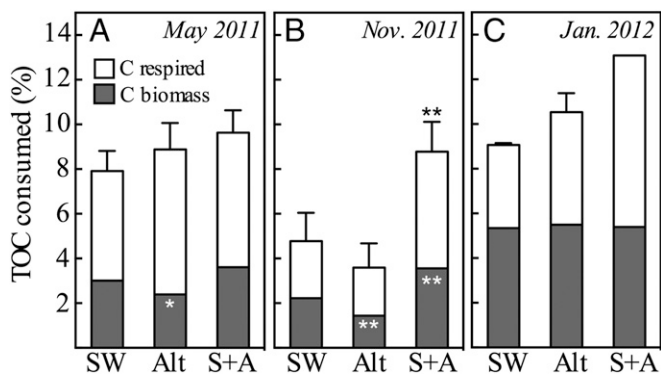 A May 2011
B Nov. 2011
C Jan. 2012
C respired
C biomass
TOC consumed (%)
14
12
10
8
6
4
2
**
*
**
**
SW Alt S+A
SW Alt S+A
SW Alt S+A